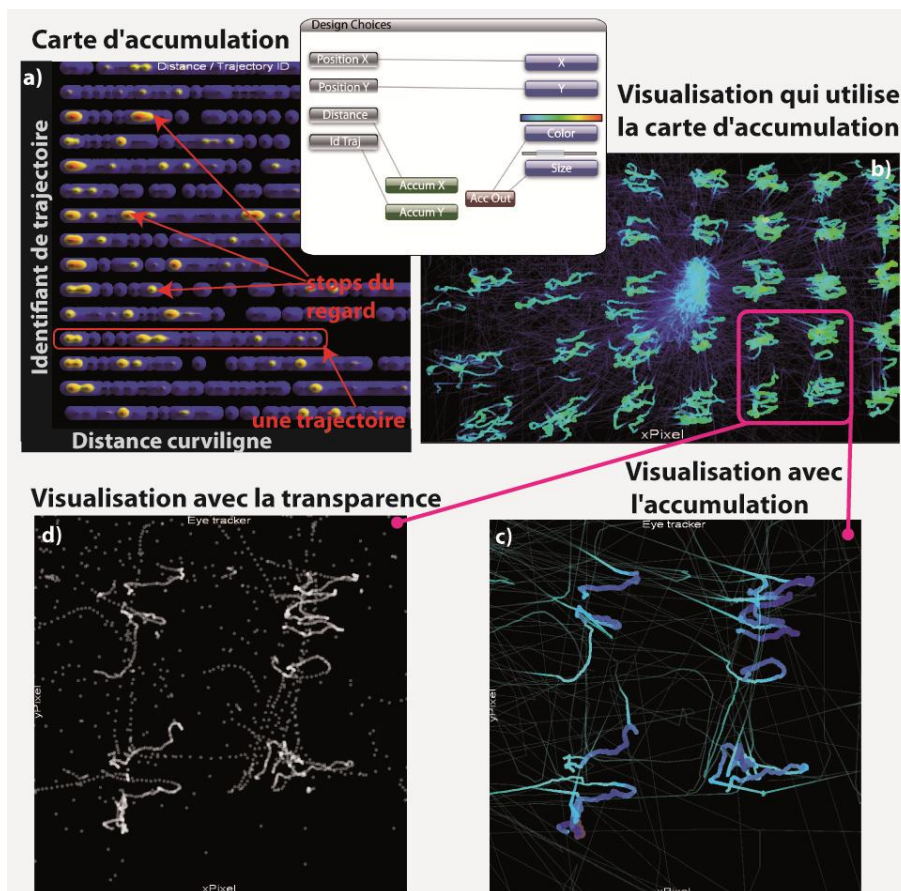 Carte d'accumulation
a)
Distance / Trajectory ID
Identifiant de trajectoire
stops du
regard
une trajectoire
Distance curviligne
Design Choices
Position X
Position Y
Distance
Id Traj
Accum X
Accum Y
Acc Out
X
Y
Color
Size
Visualisation qui utilise
la carte d'accumulation
b)
xPixel
Visualisation avec la transparence
d)
Eye tracker
yPixel
xPixel
Visualisation avec
l'accumulation
c)
Eye tracker
yPixel
xPixel